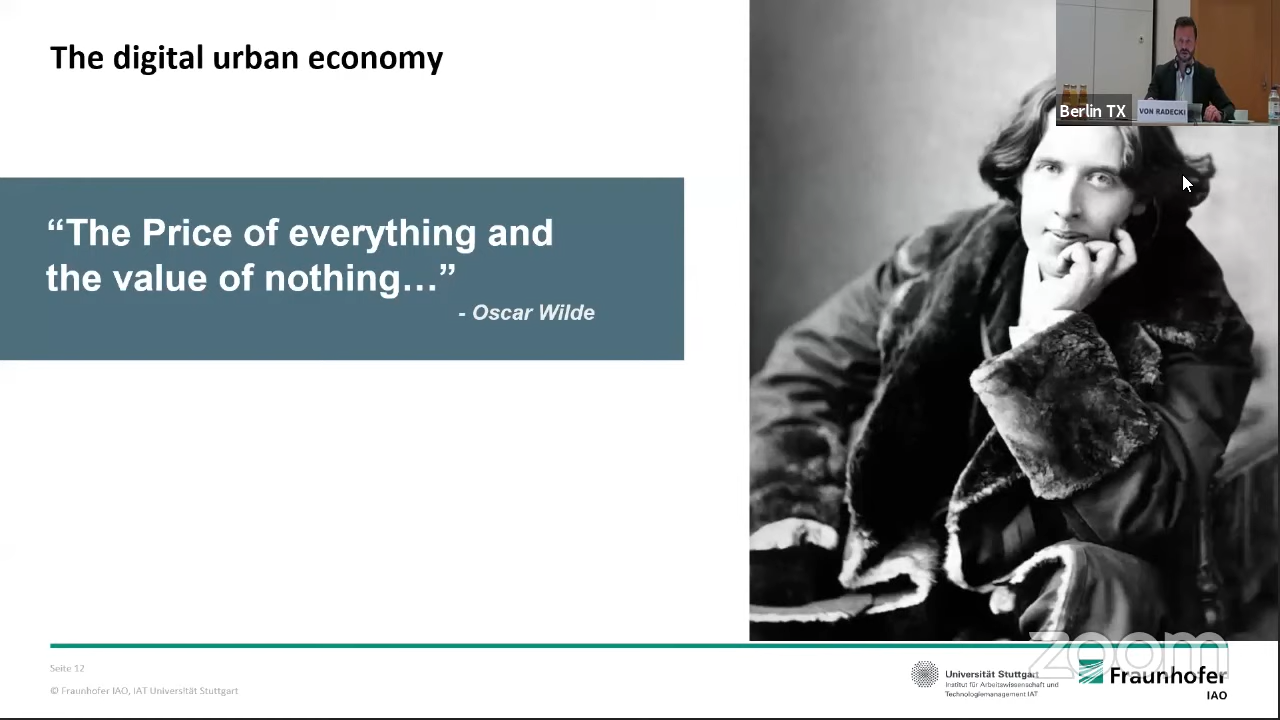 The digital urban economy
Berlin TX
VON RADECKI
“The Price of everything and
the value of nothing…”
- Oscar Wilde
Seite 12
© Fraunhofer IAO, IAT Universität Stuttgart
Universität Stuttgart
Institut für Arbeitswissenschaft und
Technologiemanagement IAT
zoom
Fraunhofer
IAO